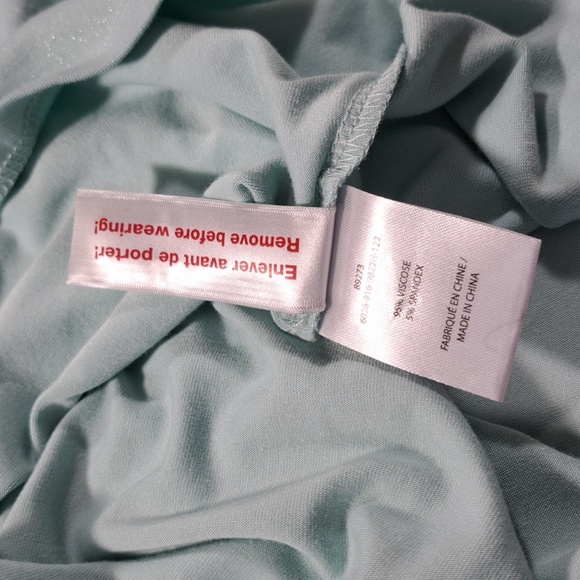 Remove before wearing!
Enlever avant de porter!
89273
95% VISCOSE
5% SPANDEX
FABRIQUÉ EN CHINE /
MADE IN CHINA